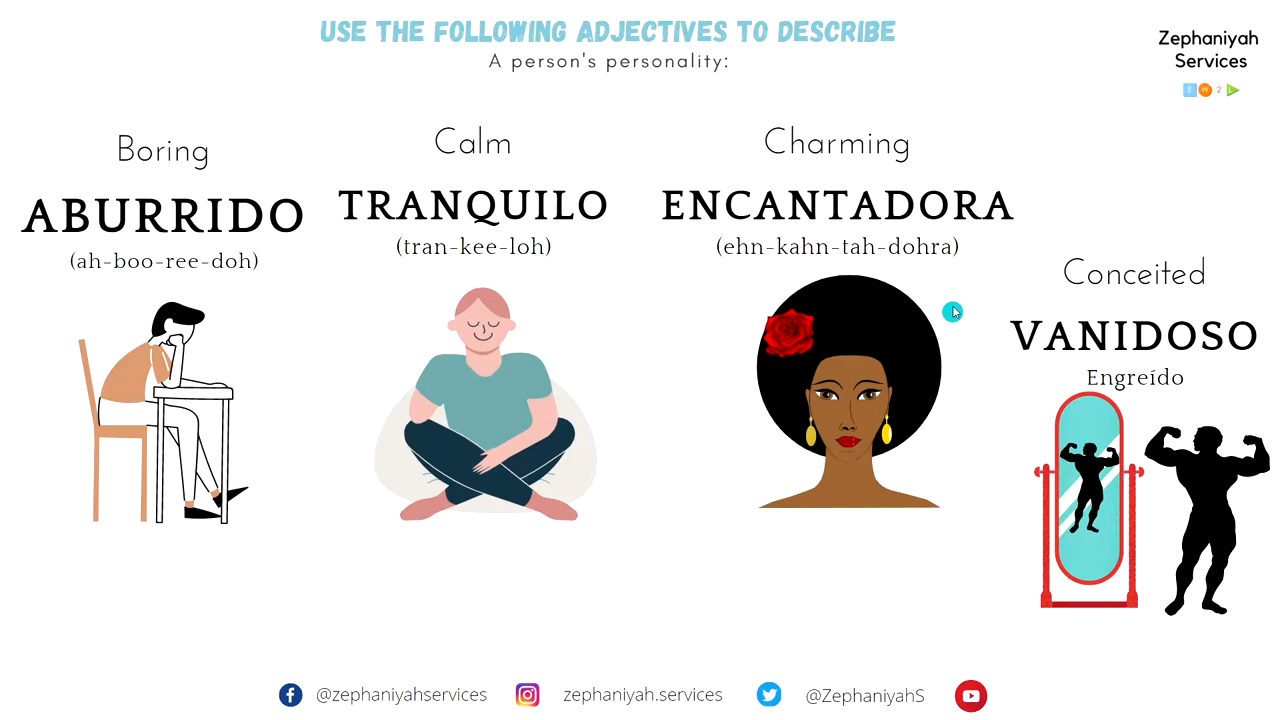 USE THE FOLLOWING ADJECTIVES TO DESCRIBE
A person's personality:
Zephaniyah
Services
E W 2 L
Boring
ABURRIDO
(ah-boo-ree-doh)
Calm
TRANQUILO
(tran-kee-loh)
Charming
ENCANTADORA
(ehn-kahn-tah-dohra)
Conceited
VANIDOSO
Engreído
@zephaniyahservices
zephaniyah.services
@ZephaniyahS